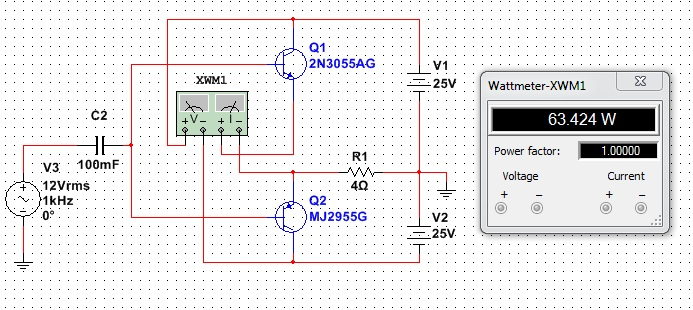 Q1
2N3055AG
V1
25V
XWM1
V
I
+ - + -
C2
100mF
V3
12Vrms
1kHz
0°
R1
4Ω
Q2
MJ2955G
V2
25V
Wattmeter-XWM1
X
63.424 W
Power factor: 1.00000
Voltage Current
+ - + -